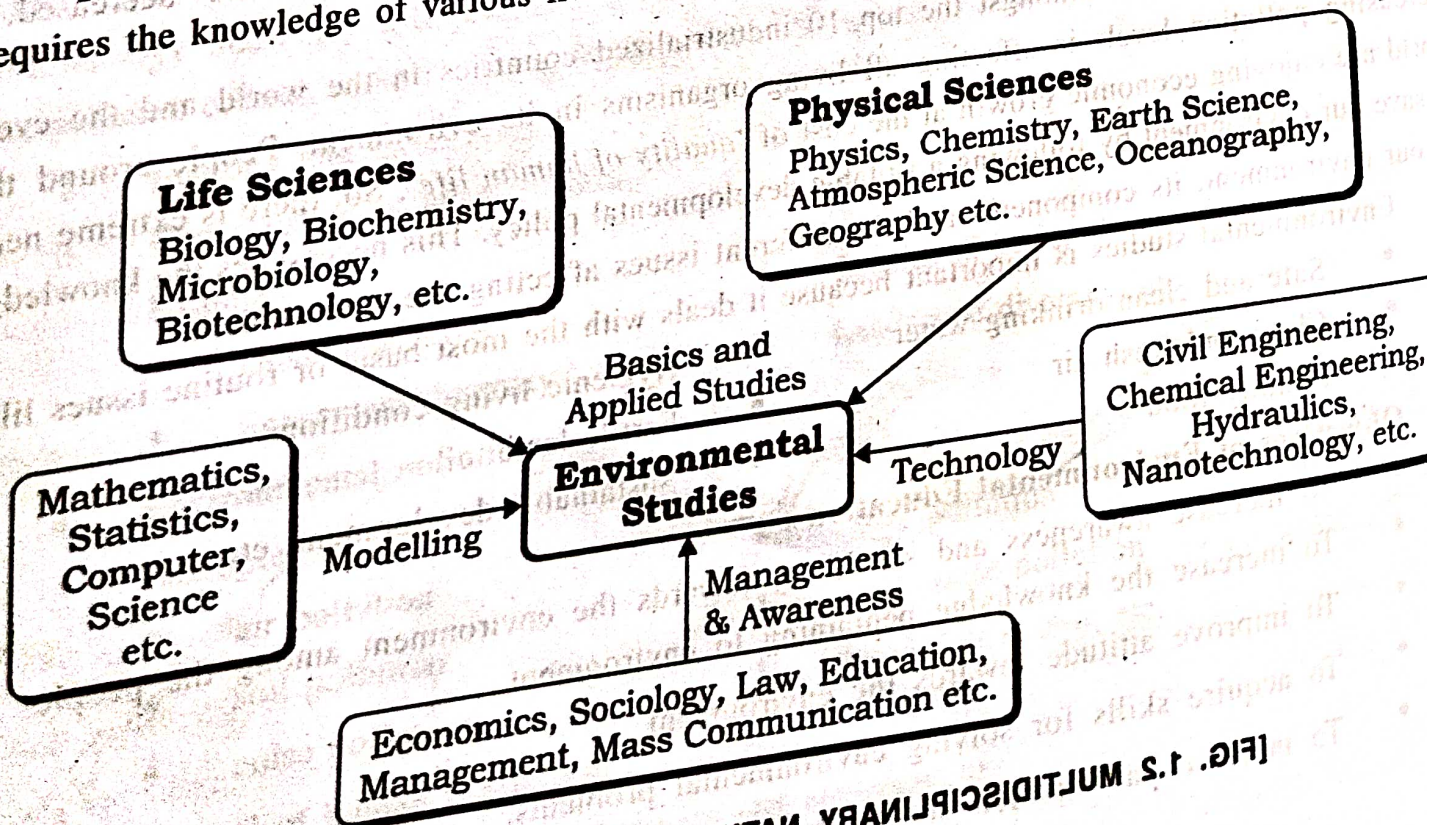 equires the knowledge of various
Life Sciences
Biology, Biochemistry,
Microbiology,
Biotechnology, etc.
Physical Sciences
Physics, Chemistry, Earth Science,
Atmospheric Science, Oceanography,
Geography etc.
Basics and
Applied Studies
Civil Engineering,
Chemical Engineering,
Hydraulics,
Nanotechnology, etc.
Technology
Environmental
Studies
Mathematics,
Statistics,
Computer,
Science
etc.
Modelling
Management
& Awareness
Economics, Sociology, Law, Education,
Management, Mass Communication etc.
[FIG. 1.2 MULTIDISCIPLINARY